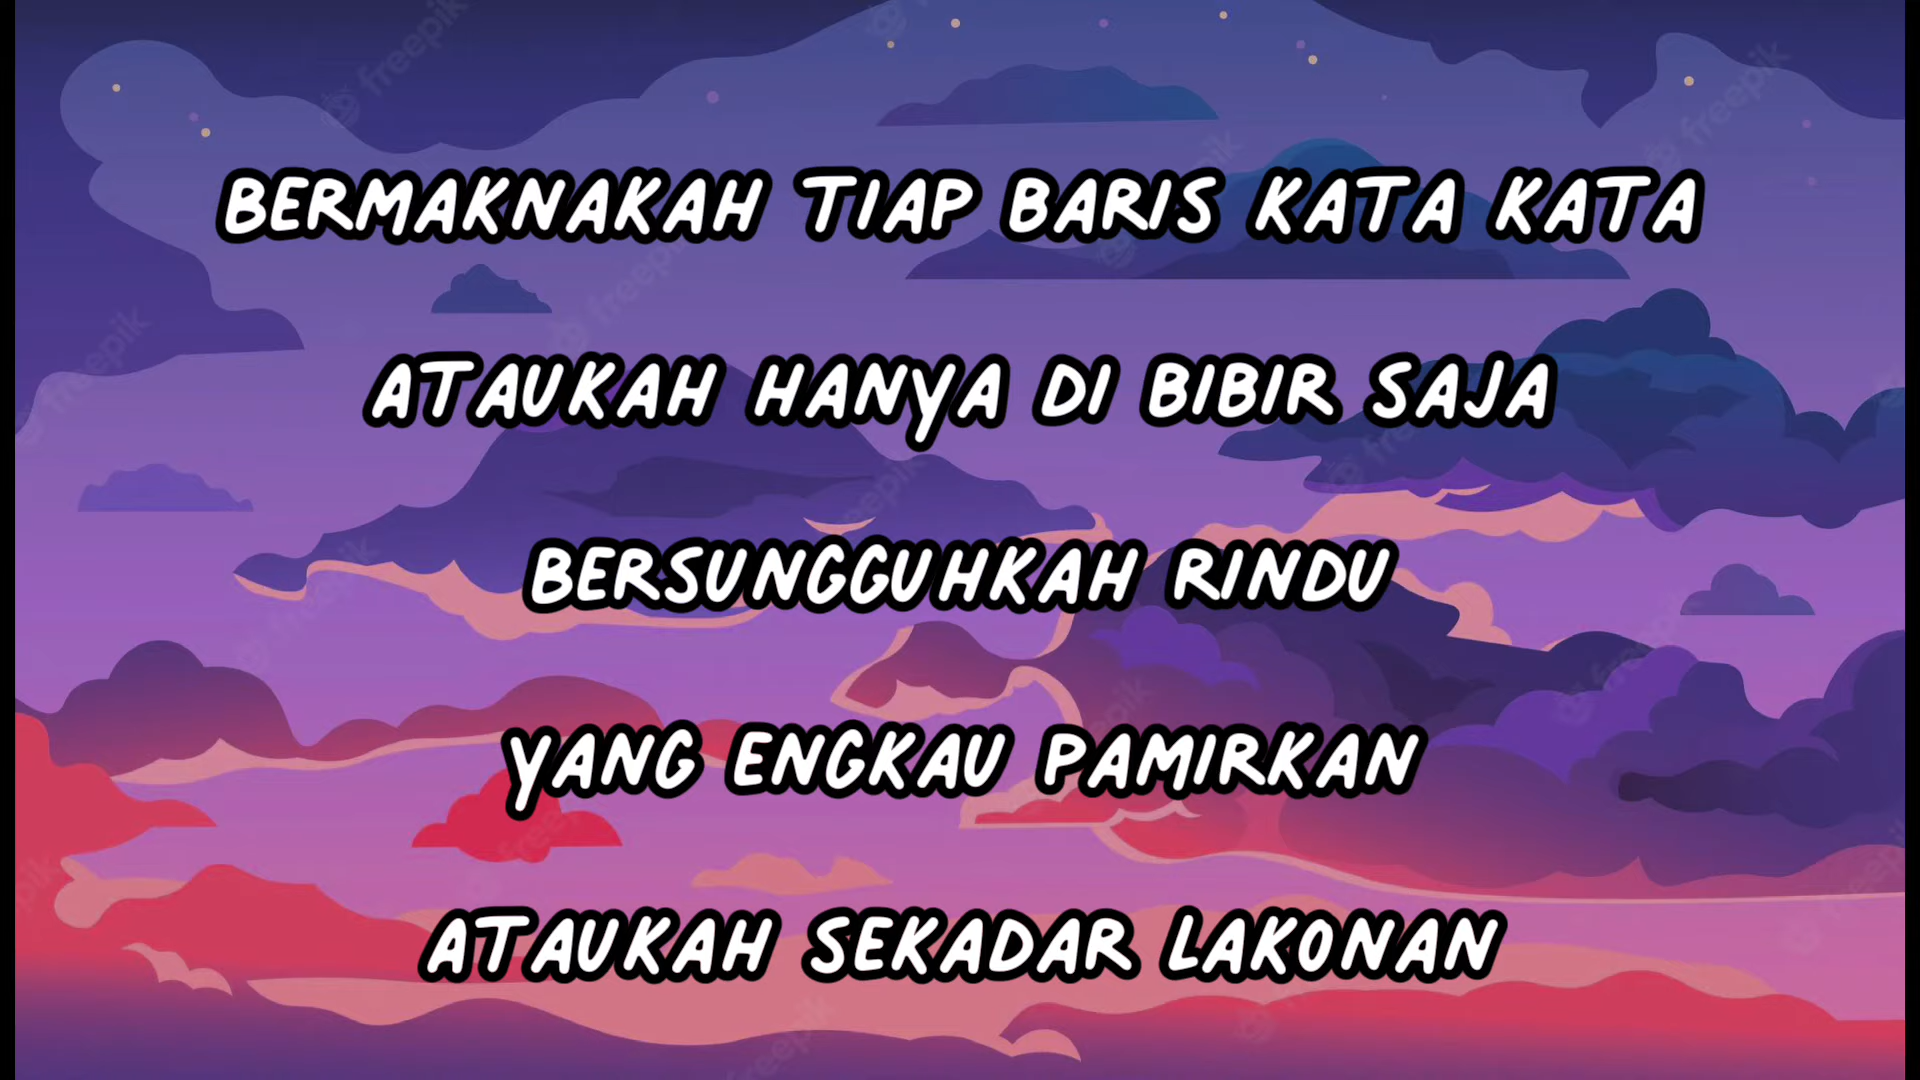 BERMAKNAKAH TIAP BARIS KATA KATA
ATAUKAH HANYA DI BIBIR SAJA
BERSUNGGUHKAH RINDU
YANG ENGKAU PAMIRKAN
ATAUKAH SEKADAR LAKONAN